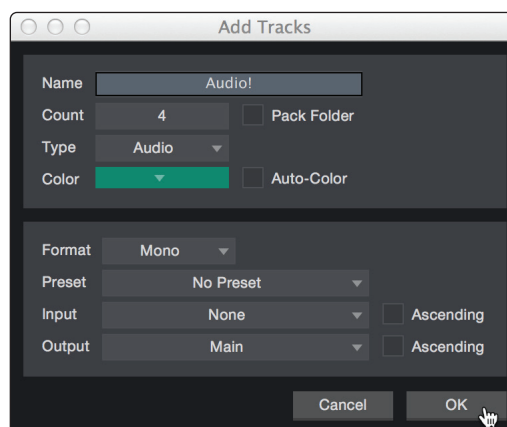 Add Tracks
Name Audio!
Count 4 Pack Folder
Type Audio
Color Auto-Color
Format Mono
Preset No Preset
Input None Ascending
Output Main Ascending
Cancel OK